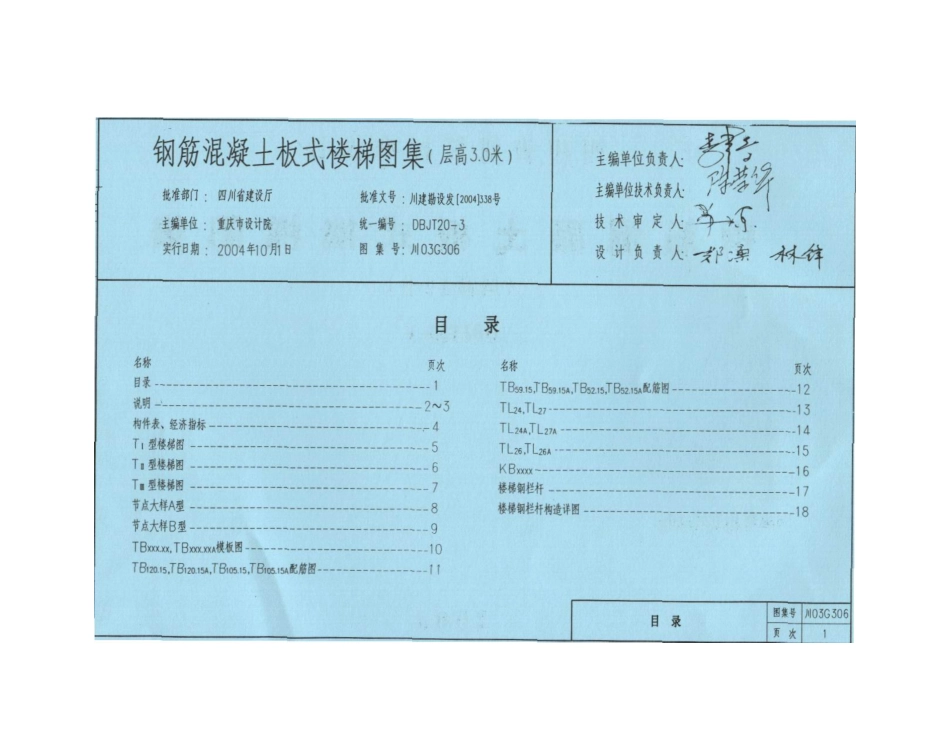 钢筋混凝土板式楼梯图集(层高3.0米)
批准部门：四川省建设厅 批准文号：川建勘设发[2004]338号
主编单位：重庆市设计院 统一编号：DBJT20-3
实行日期：2004年10月1日 图 集 号：川03G306
主编单位负责人：
主编单位技术负责人：
技 术 审 定 人：
设 计 负 责 人：郑溧 林锋
目 录
名称 页次
目录 1
说明 2~3
构件表、经济指标 4
TⅠ型楼梯图 5
TⅡ型楼梯图 6
TⅢ型楼梯图 7
节点大样A型 8
节点大样B型 9
TBxxx.xx,TBxxx.xxA模板图 10
TB120.15,TB120.15A,TB105.15,TB105.15A配筋图 11
名称 页次
TB59.15,TB59.15A,TB52.15,TB52.15A配筋图 12
TL24,TL27 13
TL24A,TL27A 14
TL26,TL26A 15
KBxxxx 16
楼梯钢栏杆 17
楼梯钢栏杆构造详图 18
目 录
图集号 川03G306
页 次 1